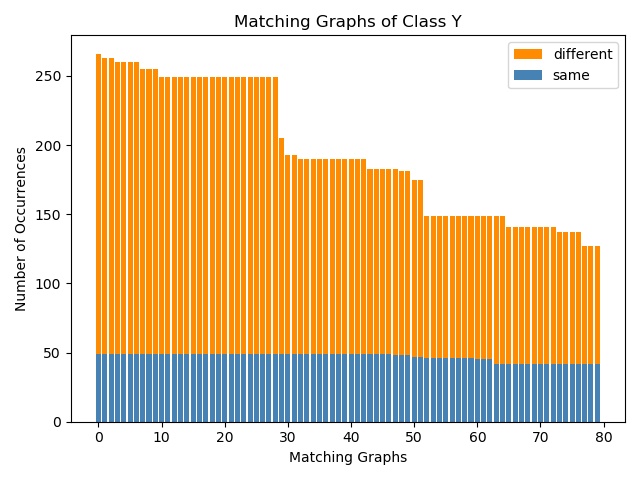 Matching Graphs of Class Y
different
same
Number of Occurrences
250
200
150
100
50
0
0 10 20 30 40 50 60 70 80
Matching Graphs